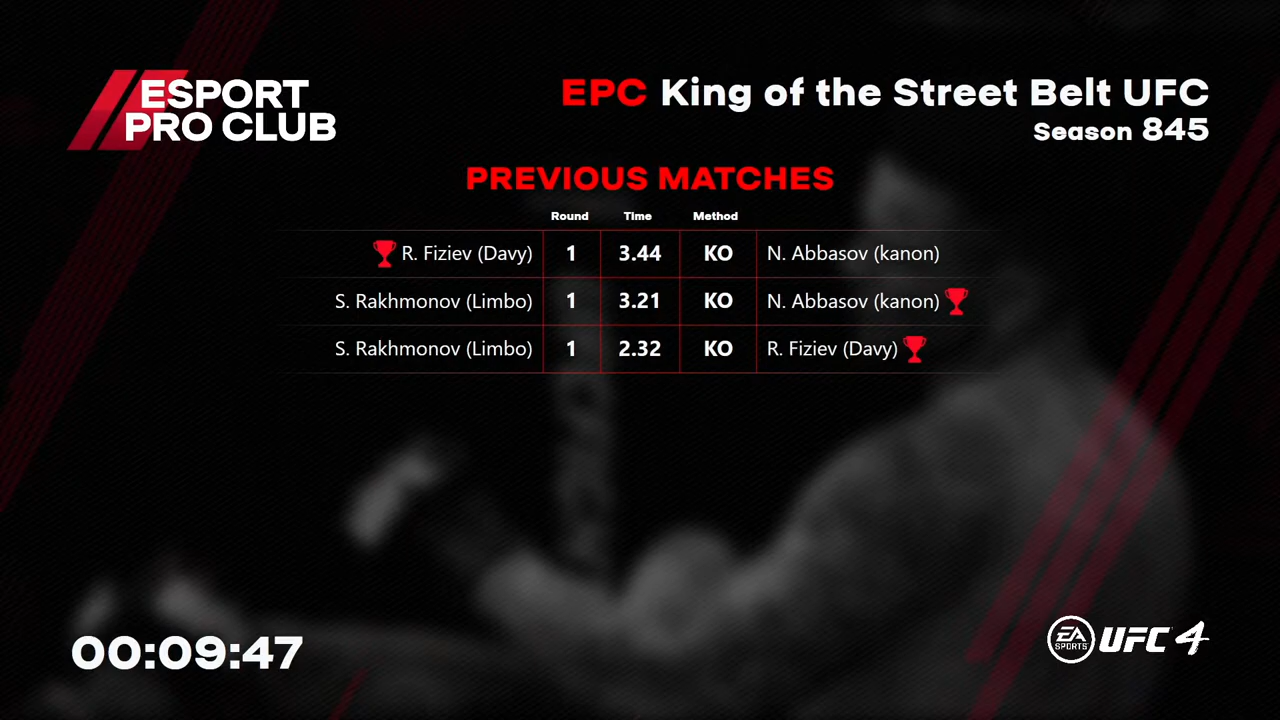 ESPORT
PRO CLUB
EPC King of the Street Belt UFC
Season 845
PREVIOUS MATCHES
Round Time Method
R. Fiziev (Davy) 1 3.44 KO N. Abbasov (kanon)
S. Rakhmonov (Limbo) 1 3.21 KO N. Abbasov (kanon)
S. Rakhmonov (Limbo) 1 2.32 KO R. Fiziev (Davy)
00:09:47
EA SPORTS UFC 4